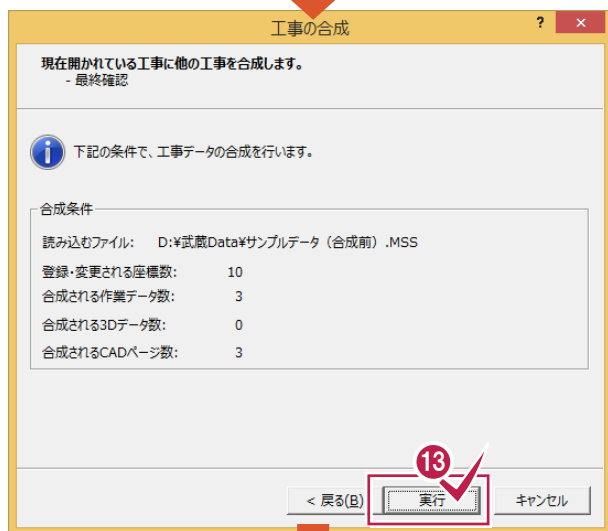 工事の合成
? ×
現在開かれている工事に他の工事を合成します。
- 最終確認
下記の条件で、工事データの合成を行います。
合成条件
読み込むファイル: D:¥武蔵Data¥サンプルデータ（合成前）.MSS
登録・変更される座標数: 10
合成される作業データ数: 3
合成される3Dデータ数: 0
合成されるCADページ数: 3
13
< 戻る(B) 実行 キャンセル